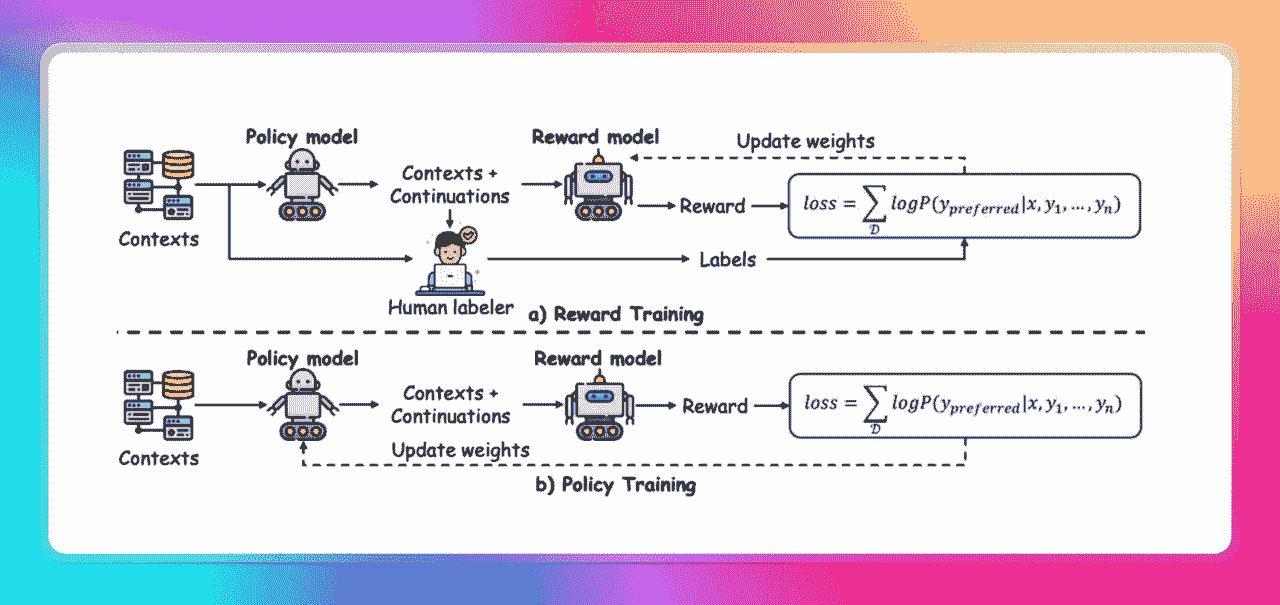 Policy model
Reward model
Update weights
Contexts +
Continuations
Reward
loss = ∑ logP(y_preferred|x, y_1, ..., y_n)
𝒟
Contexts
Labels
Human labeler
a) Reward Training
Policy model
Reward model
Contexts +
Continuations
Reward
loss = ∑ logP(y_preferred|x, y_1, ..., y_n)
𝒟
Contexts
Update weights
b) Policy Training